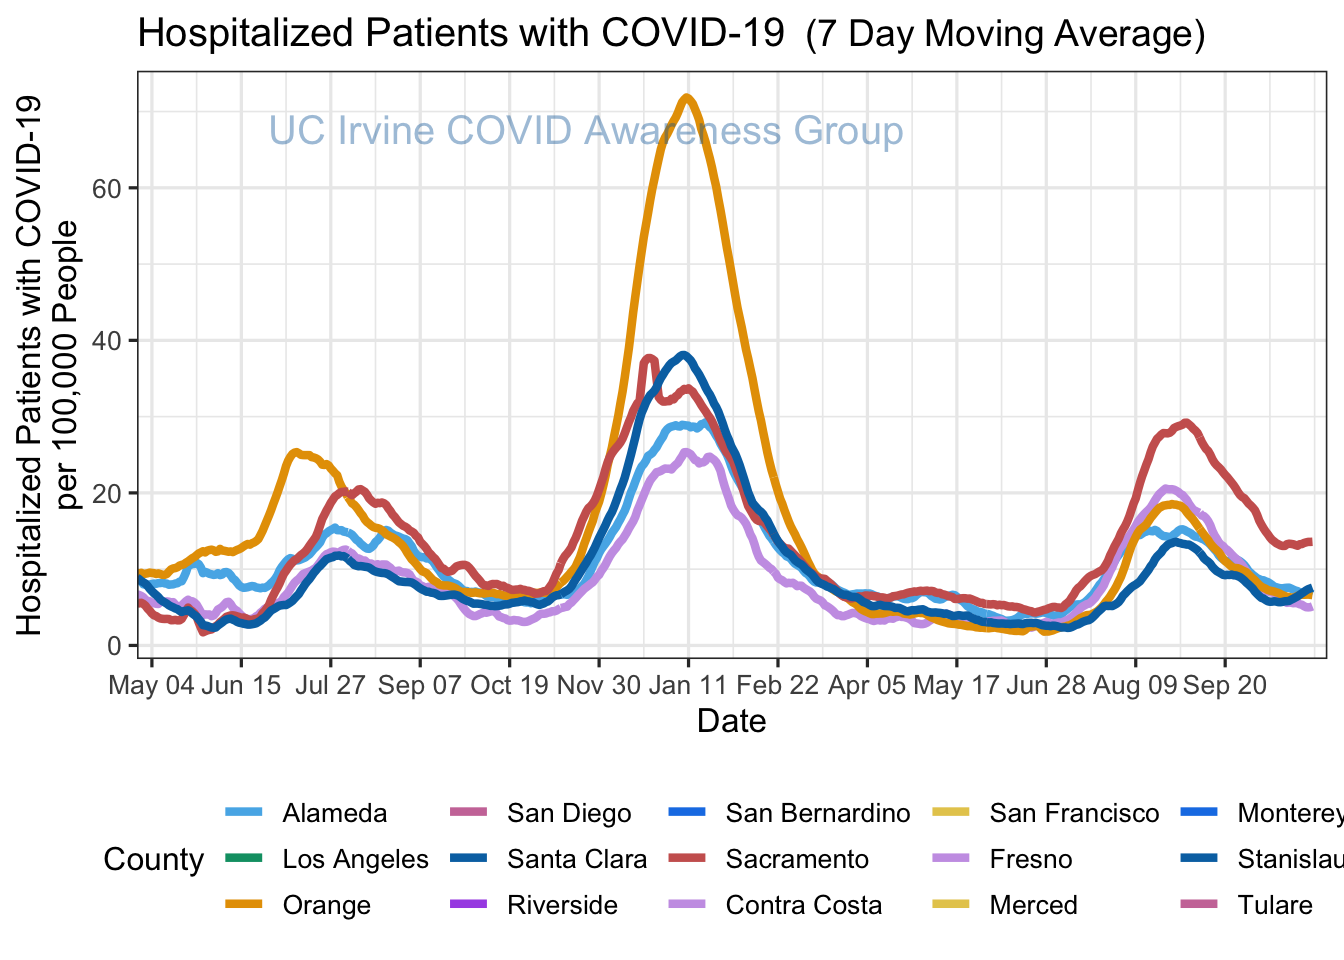 Hospitalized Patients with COVID-19 (7 Day Moving Average)
UC Irvine COVID Awareness Group
Hospitalized Patients with COVID-19
per 100,000 People
60
40
20
0
May 04 Jun 15 Jul 27 Sep 07 Oct 19 Nov 30 Jan 11 Feb 22 Apr 05 May 17 Jun 28 Aug 09 Sep 20
Date
County
Alameda San Diego San Bernardino San Francisco Monterey
Los Angeles Santa Clara Sacramento Fresno Stanislau
Orange Riverside Contra Costa Merced Tulare